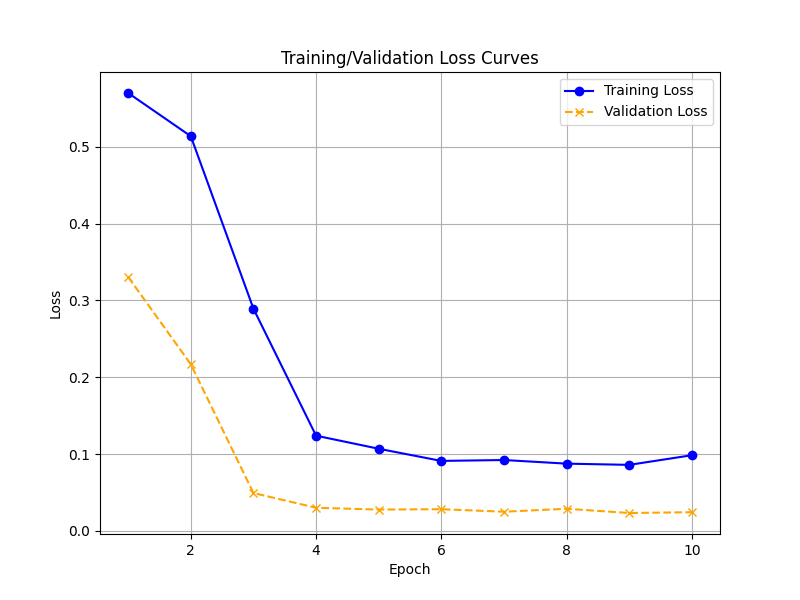 Training/Validation Loss Curves
Training Loss
Validation Loss
Loss
0.5
0.4
0.3
0.2
0.1
0.0
2 4 6 8 10
Epoch